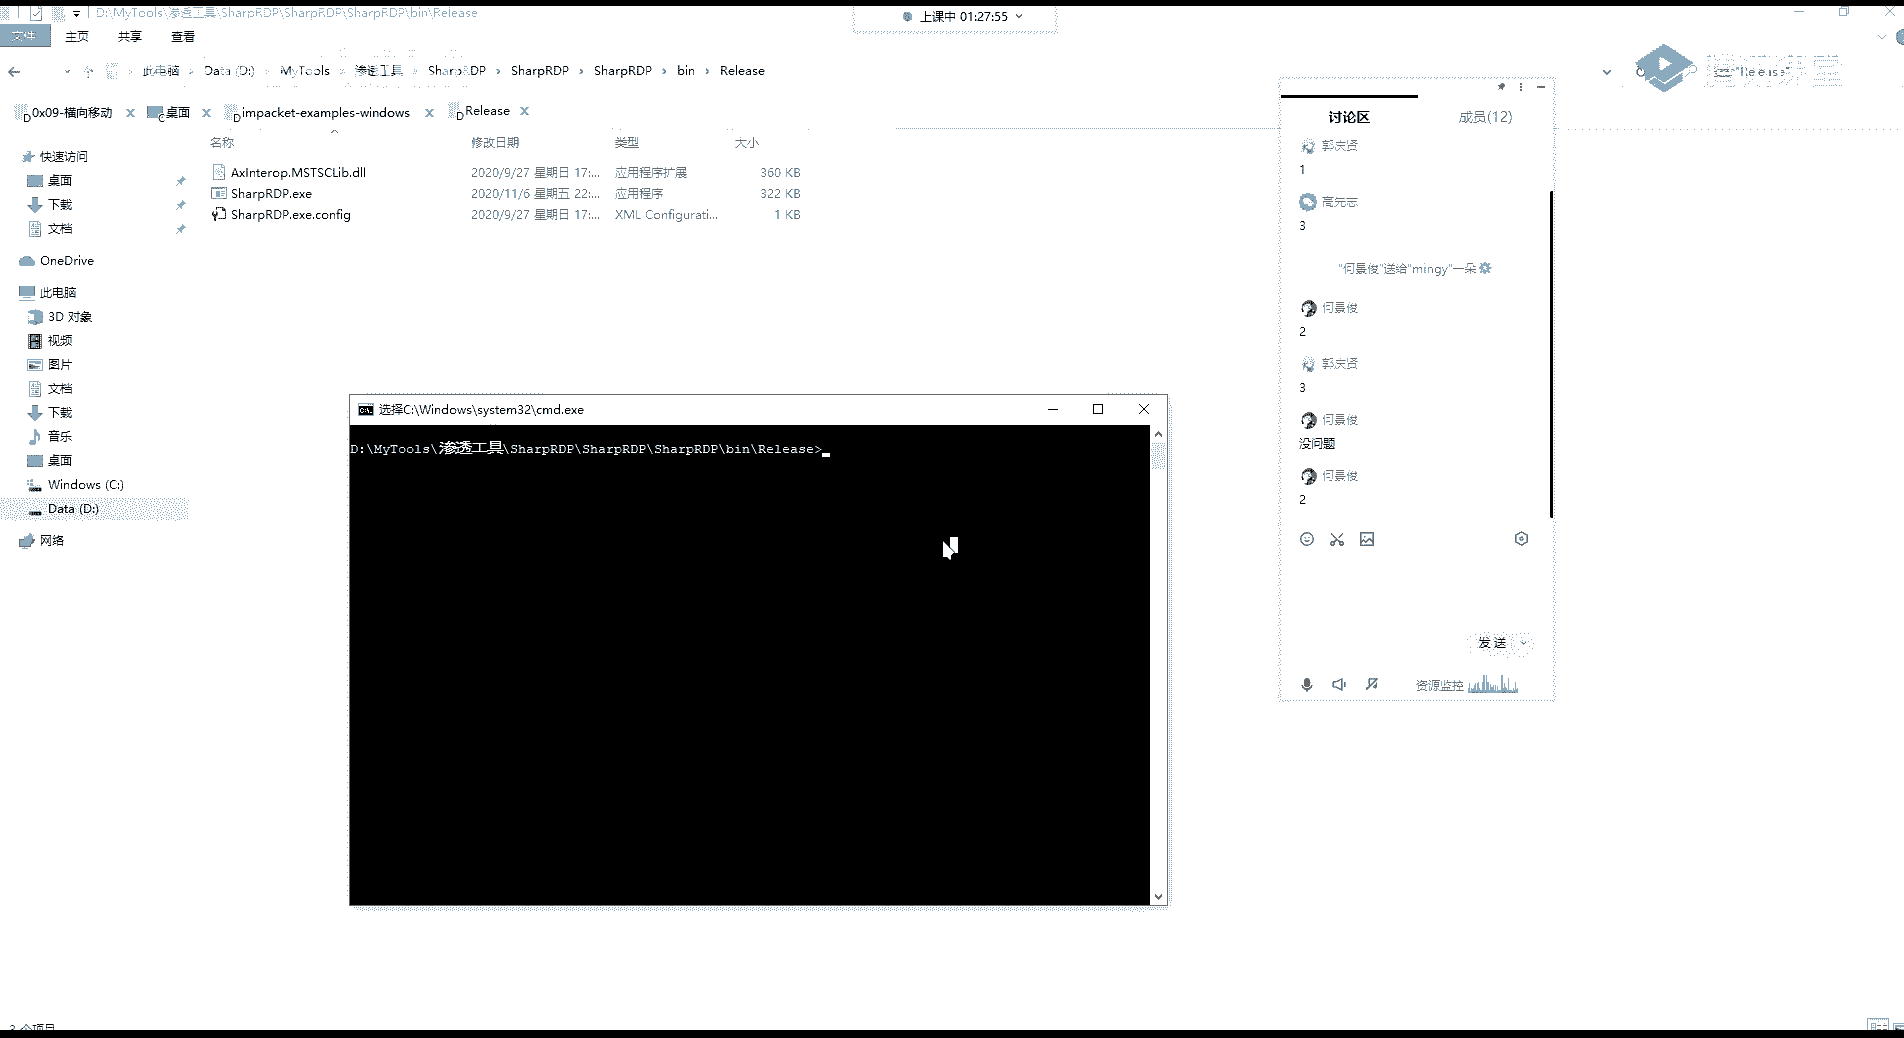 D:\MyTools\渗透工具\SharpRDP\SharpRDP\SharpRDP\bin\Release
上课中 01:27:55
文件 主页 共享 查看
此电脑 › Data (D:) › MyTools › 渗透工具 › SharpRDP › SharpRDP › SharpRDP › bin › Release
0x09-横向移动 桌面 impacket-examples-windows Release
名称 修改日期 类型 大小
AxInterop.MSTSCLib.dll 2020/9/27 星期日 17:... 应用程序扩展 360 KB
SharpRDP.exe 2020/11/6 星期五 22:... 应用程序 322 KB
SharpRDP.exe.config 2020/9/27 星期日 17:... XML Configurati... 1 KB
快速访问
桌面
下载
文档
OneDrive
此电脑
3D 对象
视频
图片
文档
下载
音乐
桌面
Windows (C:)
Data (D:)
网络
3 个项目
选择C:\Windows\system32\cmd.exe
D:\MyTools\渗透工具\SharpRDP\SharpRDP\SharpRDP\bin\Release>
讨论区 成员(12)
郭庆贤
1
高先志
3
"何景俊"送给"mingy"一朵
何景俊
2
郭庆贤
3
何景俊
没问题
何景俊
2
发送
资源监控